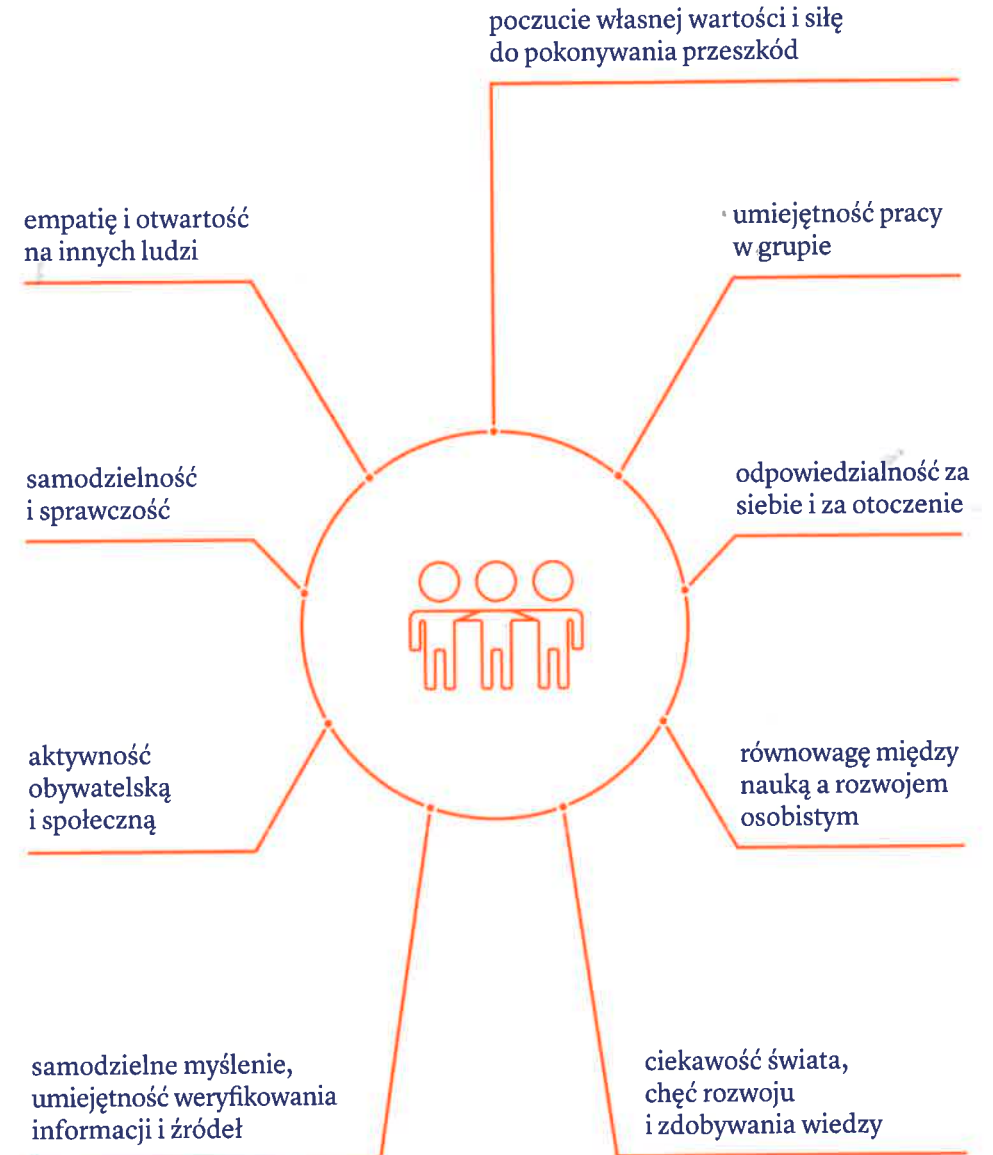 poczucie własnej wartości i siłę
do pokonywania przeszkód
empatię i otwartość
na innych ludzi
umiejętność pracy
w grupie
samodzielność
i sprawczość
odpowiedzialność za
siebie i za otoczenie
aktywność
obywatelską
i społeczną
równowagę między
nauką a rozwojem
osobistym
samodzielne myślenie,
umiejętność weryfikowania
informacji i źródeł
ciekawość świata,
chęć rozwoju
i zdobywania wiedzy